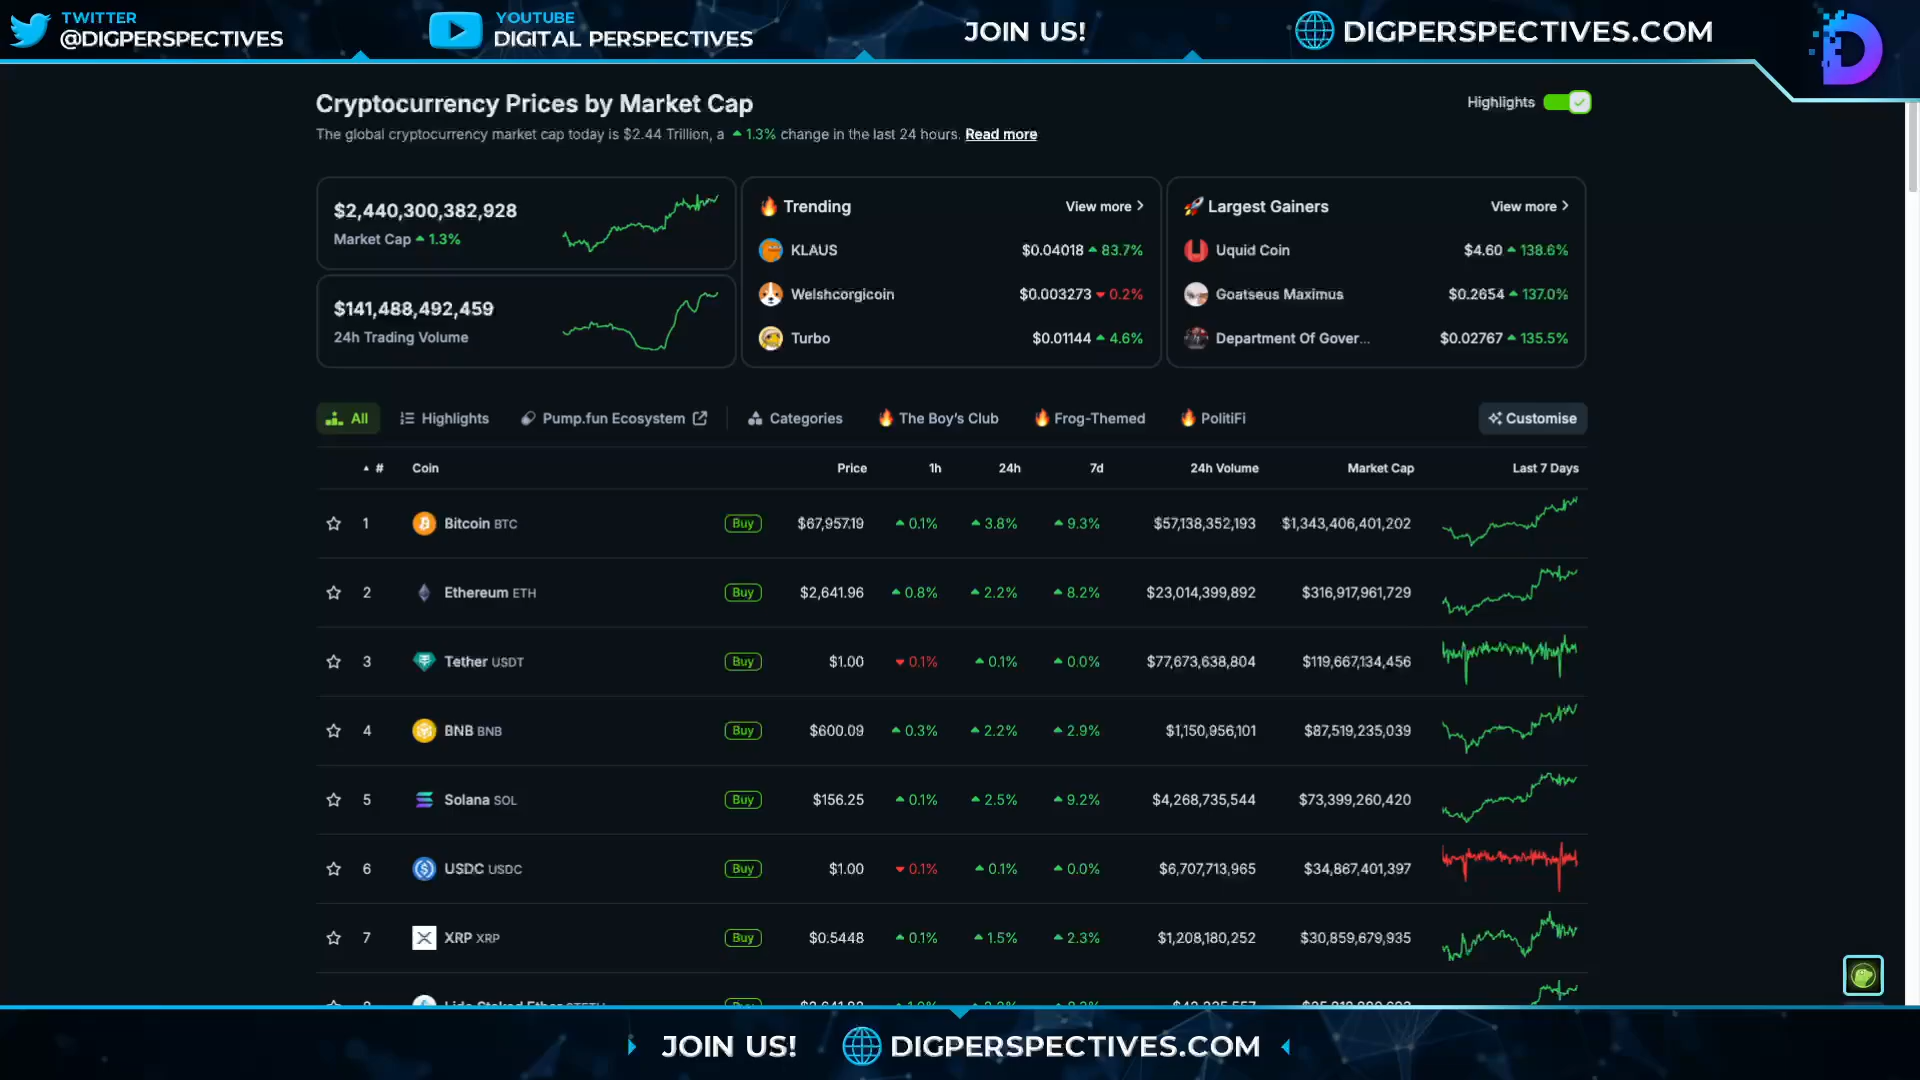 TWITTER
@DIGPERSPECTIVES
YOUTUBE
DIGITAL PERSPECTIVES
JOIN US!
DIGPERSPECTIVES.COM
Cryptocurrency Prices by Market Cap
Highlights
The global cryptocurrency market cap today is $2.44 Trillion, a 1.3% change in the last 24 hours. Read more
$2,440,300,382,928
Market Cap 1.3%
$141,488,492,459
24h Trading Volume
Trending View more
KLAUS $0.04018 83.7%
Welshcorgicoin $0.003273 0.2%
Turbo $0.01144 4.6%
Largest Gainers View more
Uquid Coin $4.60 138.6%
Goatseus Maximus $0.2654 137.0%
Department Of Gover... $0.02767 135.5%
All Highlights Pump.fun Ecosystem Categories The Boy's Club Frog-Themed PolitiFi Customise
# Coin Price 1h 24h 7d 24h Volume Market Cap Last 7 Days
1 Bitcoin BTC Buy $67,957.19 0.1% 3.8% 9.3% $57,138,352,193 $1,343,406,401,202
2 Ethereum ETH Buy $2,641.96 0.8% 2.2% 8.2% $23,014,399,892 $316,917,961,729
3 Tether USDT Buy $1.00 0.1% 0.1% 0.0% $77,673,638,804 $119,667,134,456
4 BNB BNB Buy $600.09 0.3% 2.2% 2.9% $1,150,956,101 $87,519,235,039
5 Solana SOL Buy $156.25 0.1% 2.5% 9.2% $4,268,735,544 $73,399,260,420
6 USDC USDC Buy $1.00 0.1% 0.1% 0.0% $6,707,713,965 $34,867,401,397
7 XRP XRP Buy $0.5448 0.1% 1.5% 2.3% $1,208,180,252 $30,859,679,935
JOIN US! DIGPERSPECTIVES.COM